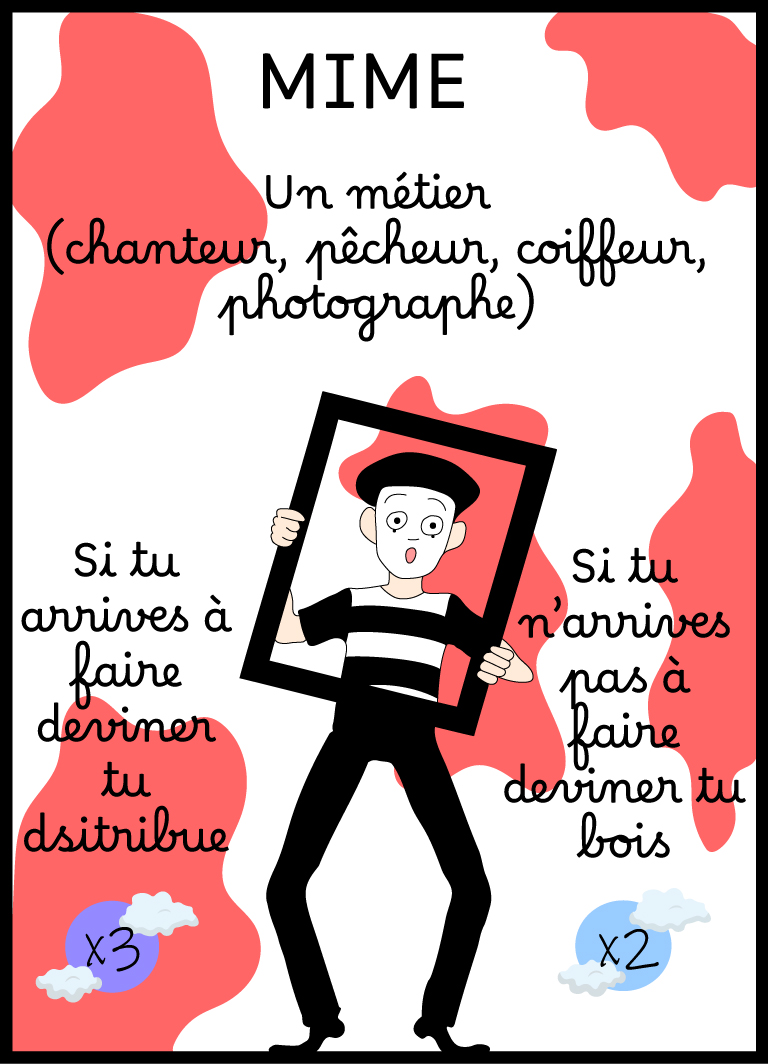 MIME
Un métier
(chanteur, pêcheur, coiffeur,
photographe)
Si tu
arrives à
faire
deviner
tu
dsitribue
x3
Si tu
n'arrives
pas à
faire
deviner tu
bois
x2